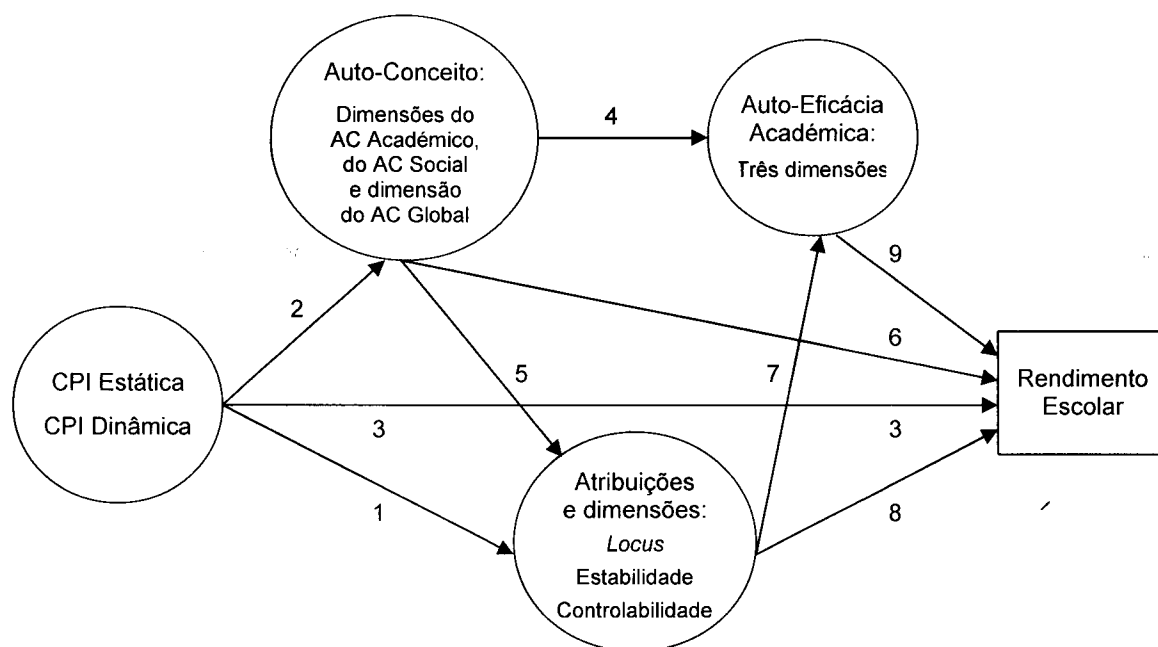 Auto-Conceito:
Dimensões do
AC Académico,
do AC Social
e dimensão
do AC Global
4
Auto-Eficácia
Académica:
Três dimensões
2
9
CPI Estática
CPI Dinâmica
5
7
6
Rendimento
Escolar
3
3
1
Atribuições
e dimensões:
Locus
Estabilidade
Controlabilidade
8